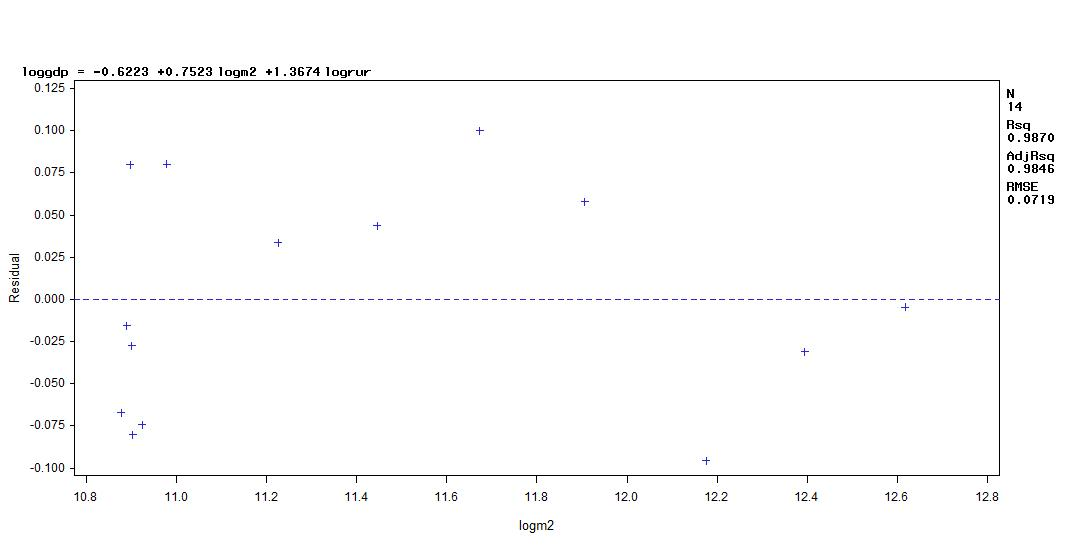 loggdp = -0.6223 +0.7523 logm2 +1.3674 logrur
0.125
0.100
0.075
0.050
0.025
0.000
-0.025
-0.050
-0.075
-0.100
Residual
10.8 11.0 11.2 11.4 11.6 11.8 12.0 12.2 12.4 12.6 12.8
logm2
N
14
Rsq
0.9870
AdjRsq
0.9846
RMSE
0.0719